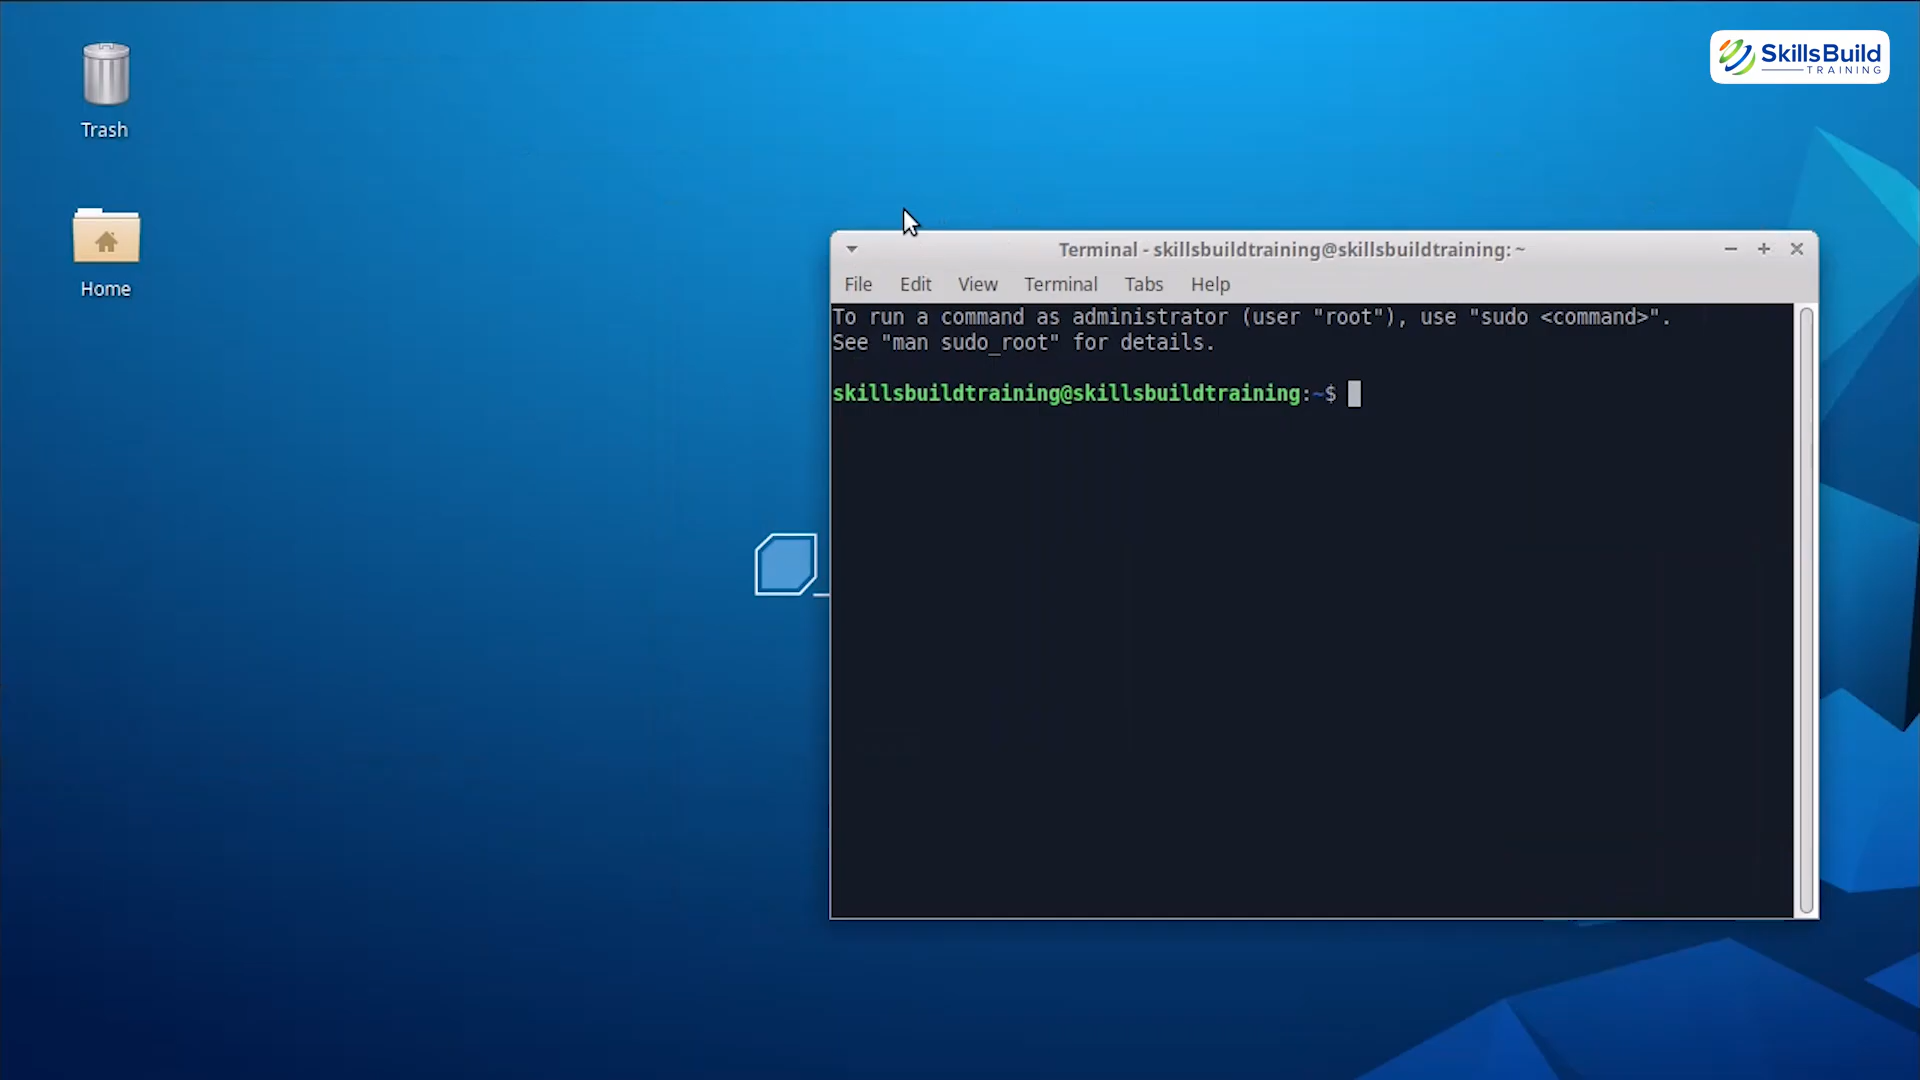 Trash
Home
SkillsBuild
TRAINING
Terminal - skillsbuildtraining@skillsbuildtraining: ~
File Edit View Terminal Tabs Help
To run a command as administrator (user "root"), use "sudo <command>".
See "man sudo_root" for details.
skillsbuildtraining@skillsbuildtraining:~$